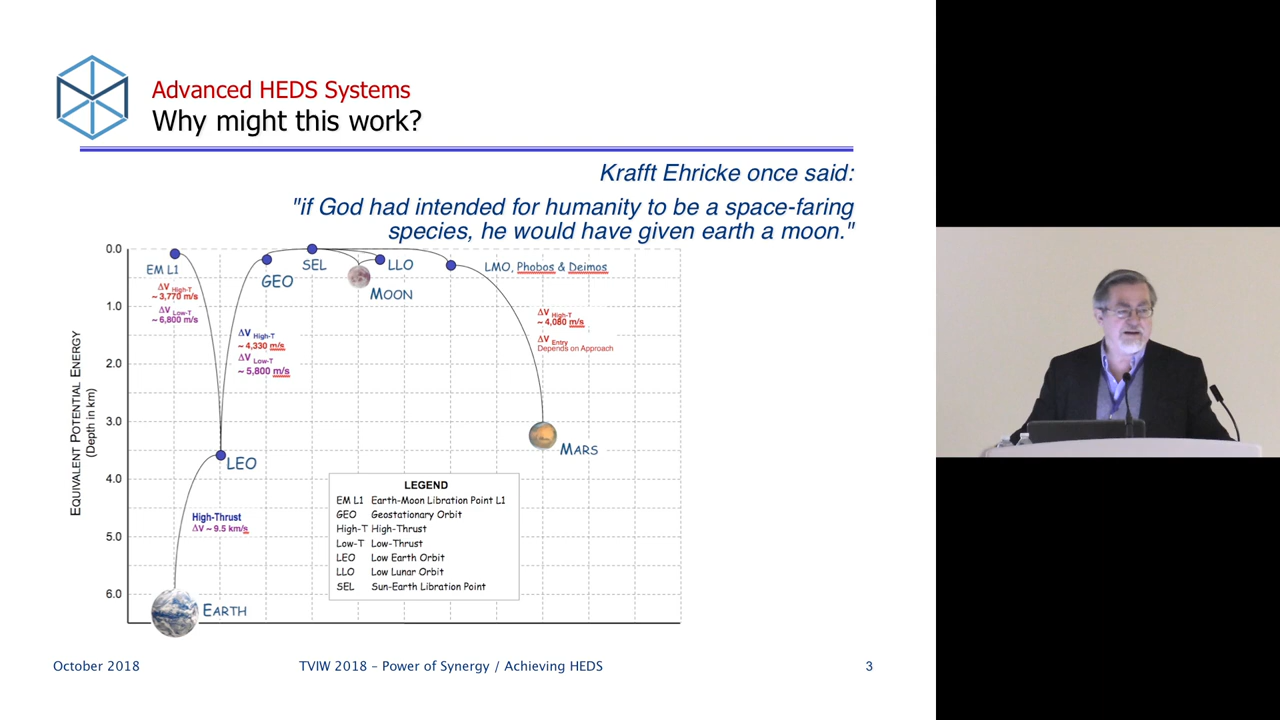 Advanced HEDS Systems
Why might this work?
Krafft Ehricke once said:
"if God had intended for humanity to be a space-faring
species, he would have given earth a moon."
0.0
1.0
2.0
3.0
4.0
5.0
6.0
EQUIVALENT POTENTIAL ENERGY
(Depth in km)
EM L1
ΔV High-T
~ 3,770 m/s
ΔV Low-T
~ 6,800 m/s
GEO
ΔV High-T
~ 4,330 m/s
ΔV Low-T
~ 5,800 m/s
SEL
LLO
MOON
LMO, Phobos & Deimos
ΔV High-T
~ 4,080 m/s
ΔV Entry
Depends on Approach
MARS
LEO
High-Thrust
ΔV ~ 9.5 km/s
EARTH
LEGEND
EM L1 Earth-Moon Libration Point L1
GEO Geostationary Orbit
High-T High-Thrust
Low-T Low-Thrust
LEO Low Earth Orbit
LLO Low Lunar Orbit
SEL Sun-Earth Libration Point
October 2018
TVIW 2018 – Power of Synergy / Achieving HEDS
3